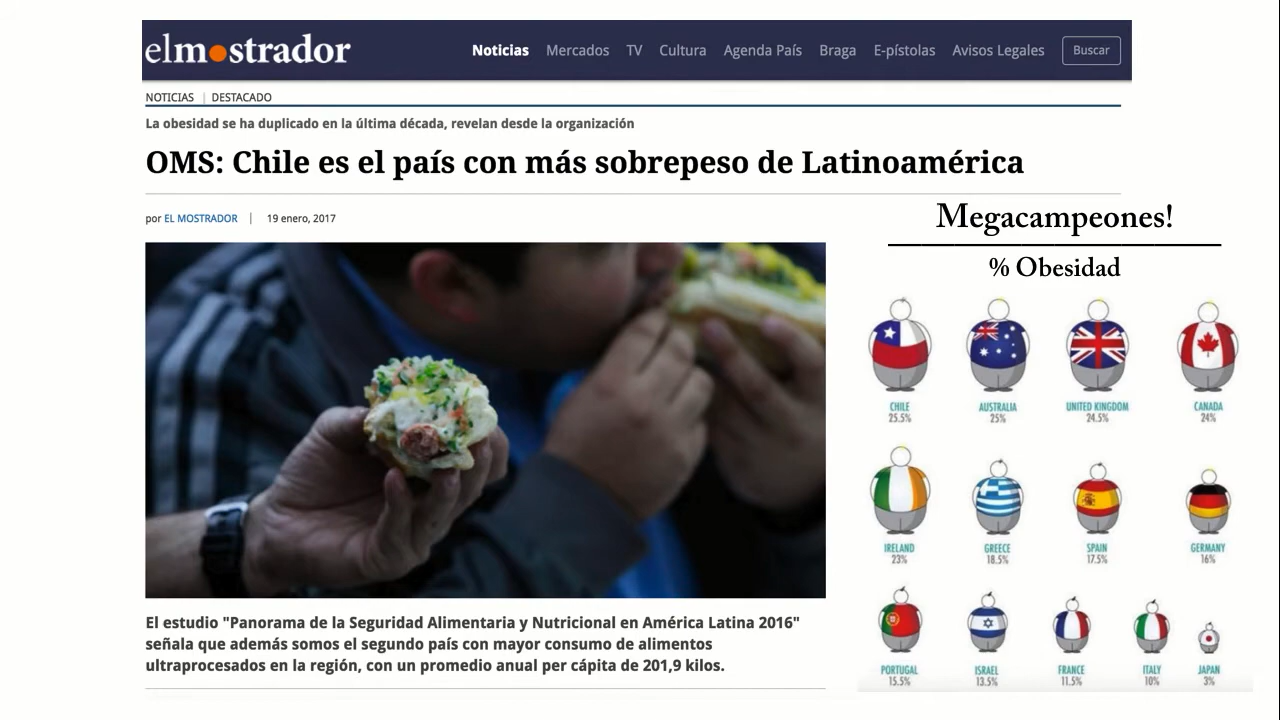 elmostrador
Noticias Mercados TV Cultura Agenda País Braga E-pístolas Avisos Legales Buscar
NOTICIAS | DESTACADO
La obesidad se ha duplicado en la última década, revelan desde la organización
OMS: Chile es el país con más sobrepeso de Latinoamérica
por EL MOSTRADOR | 19 enero, 2017
El estudio "Panorama de la Seguridad Alimentaria y Nutricional en América Latina 2016"
señala que además somos el segundo país con mayor consumo de alimentos
ultraprocesados en la región, con un promedio anual per cápita de 201,9 kilos.
Megacampeones!
% Obesidad
CHILE AUSTRALIA UNITED KINGDOM CANADA
25.5% 25% 24.5% 24%
IRELAND GREECE SPAIN GERMANY
23% 18.5% 17.5% 16%
PORTUGAL ISRAEL FRANCE ITALY JAPAN
15.5% 13.5% 11.5% 10% 3%